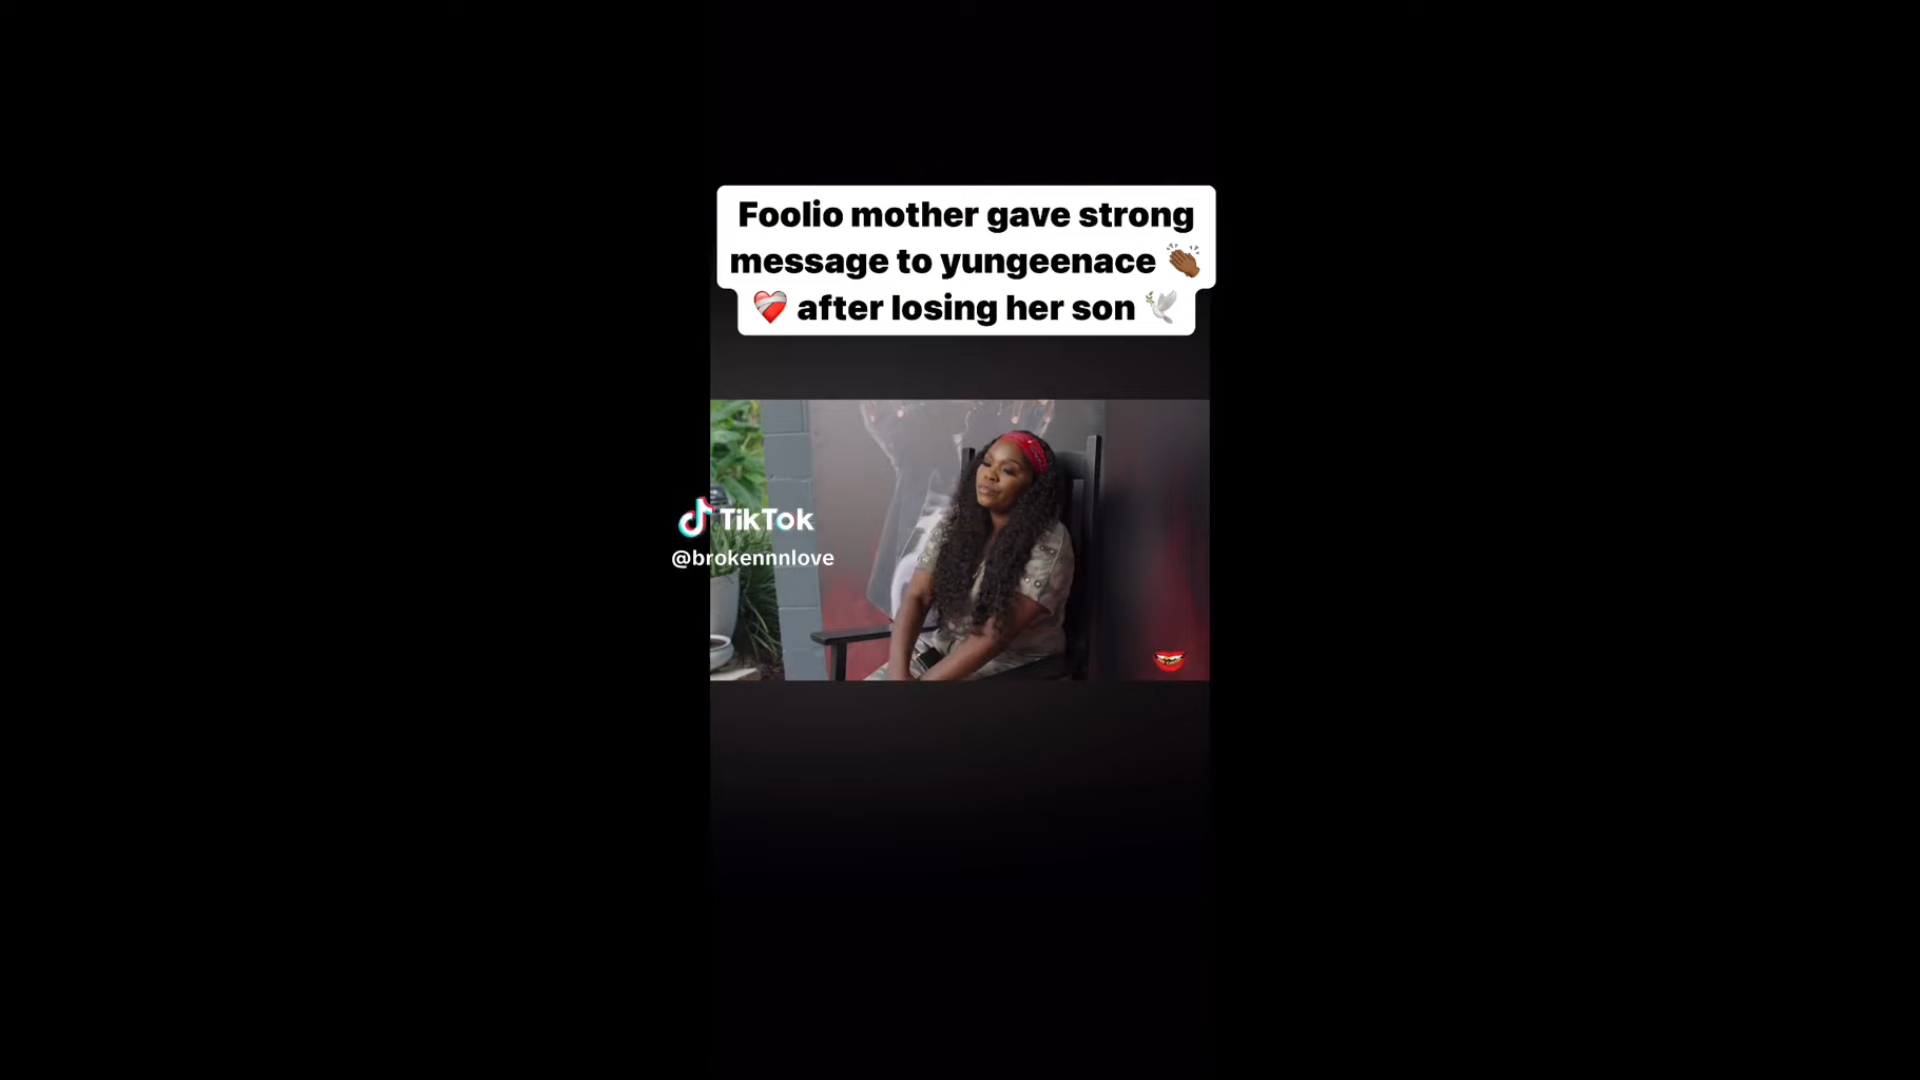 Foolio mother gave strong
message to yungeenace 👏🏾
❤️‍🩹 after losing her son 🕊️
TikTok
@brokennnlove